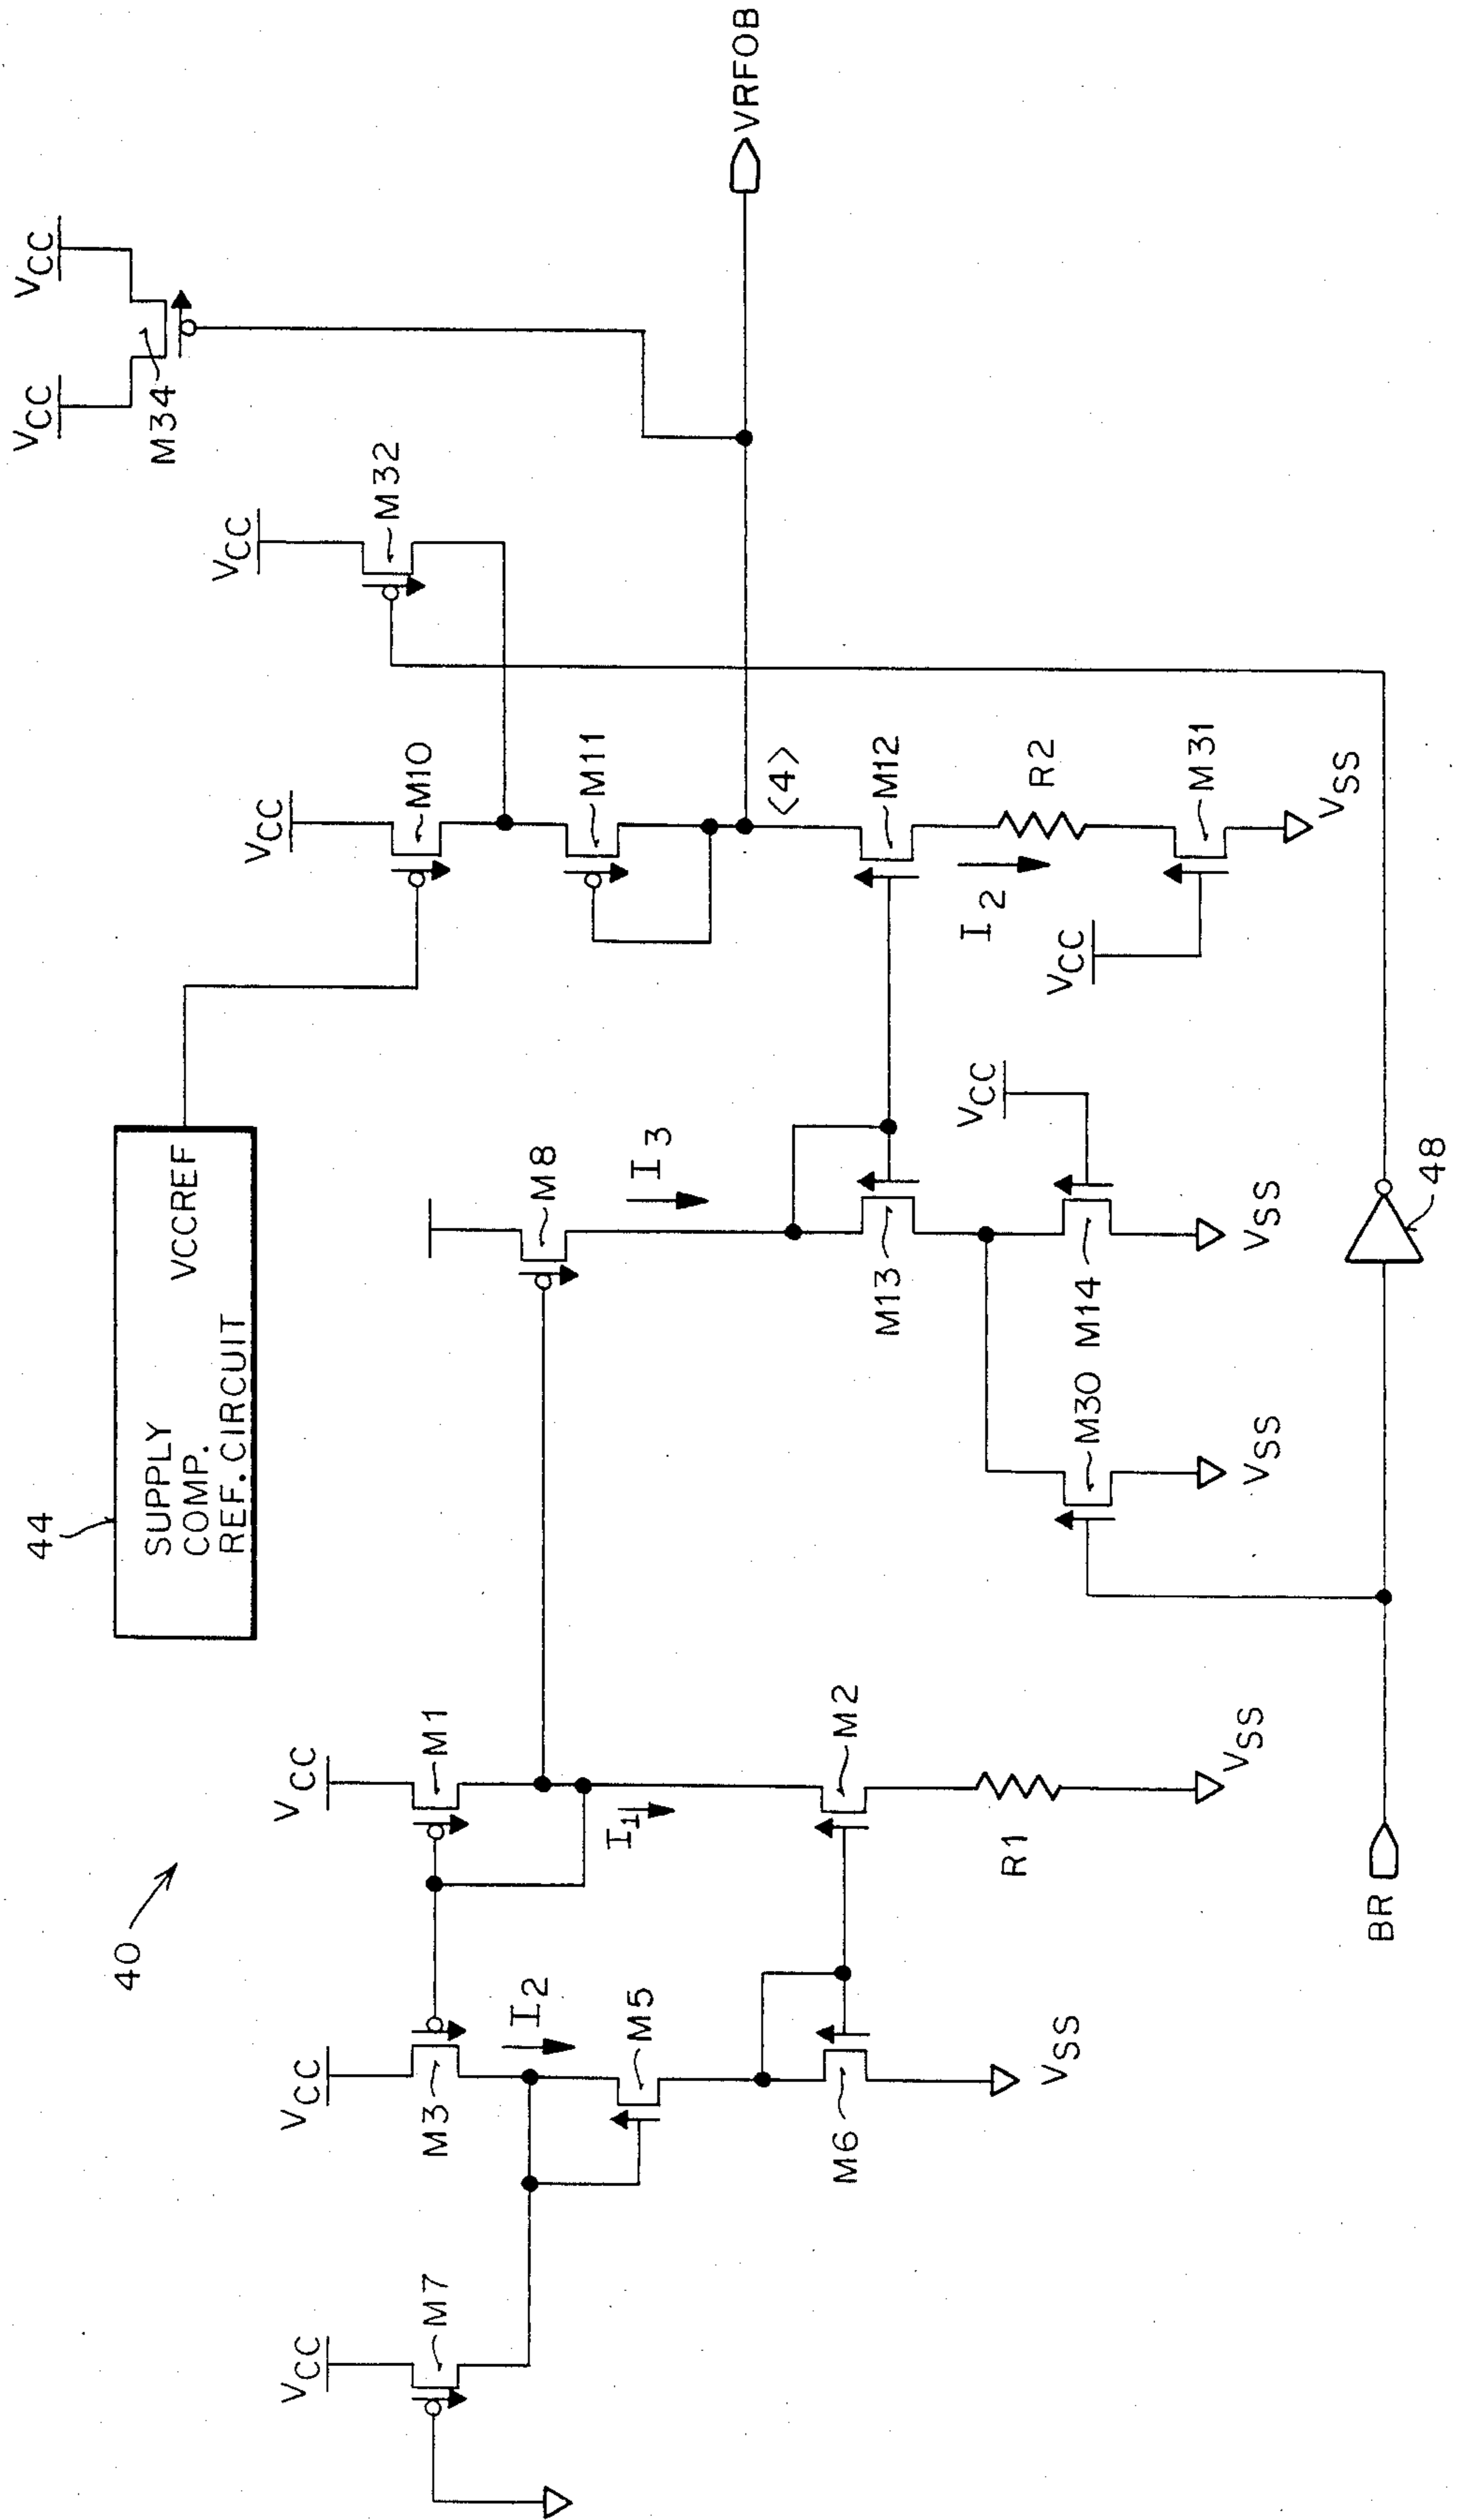 44
SUPPLY
COMP.
REF. CIRCUIT
VCCREF
40
VCC
M7
VCC
M3
I2
M5
M6
VSS
VCC
M1
I1
M2
R1
VSS
M8
I3
M13
M30
VSS
M14
VCC
VSS
VCC
M10
M11
<4>
M12
I2
R2
VCC
M31
VSS
VCC
M32
VCC
VCC
M34
VRFOB
BR
48